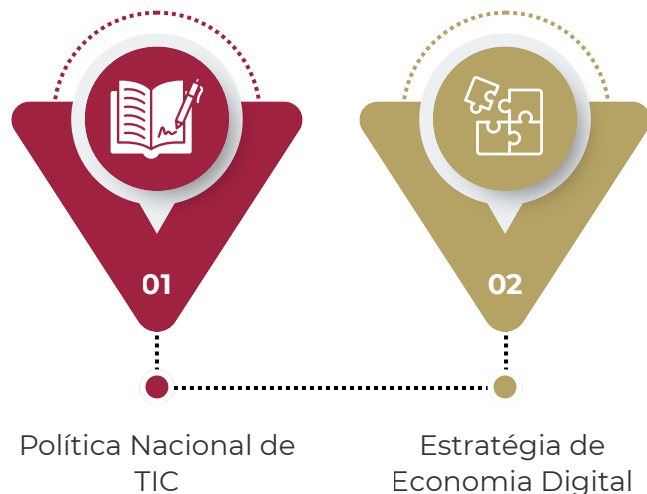 01
02
Política Nacional de
TIC
Estratégia de
Economia Digital